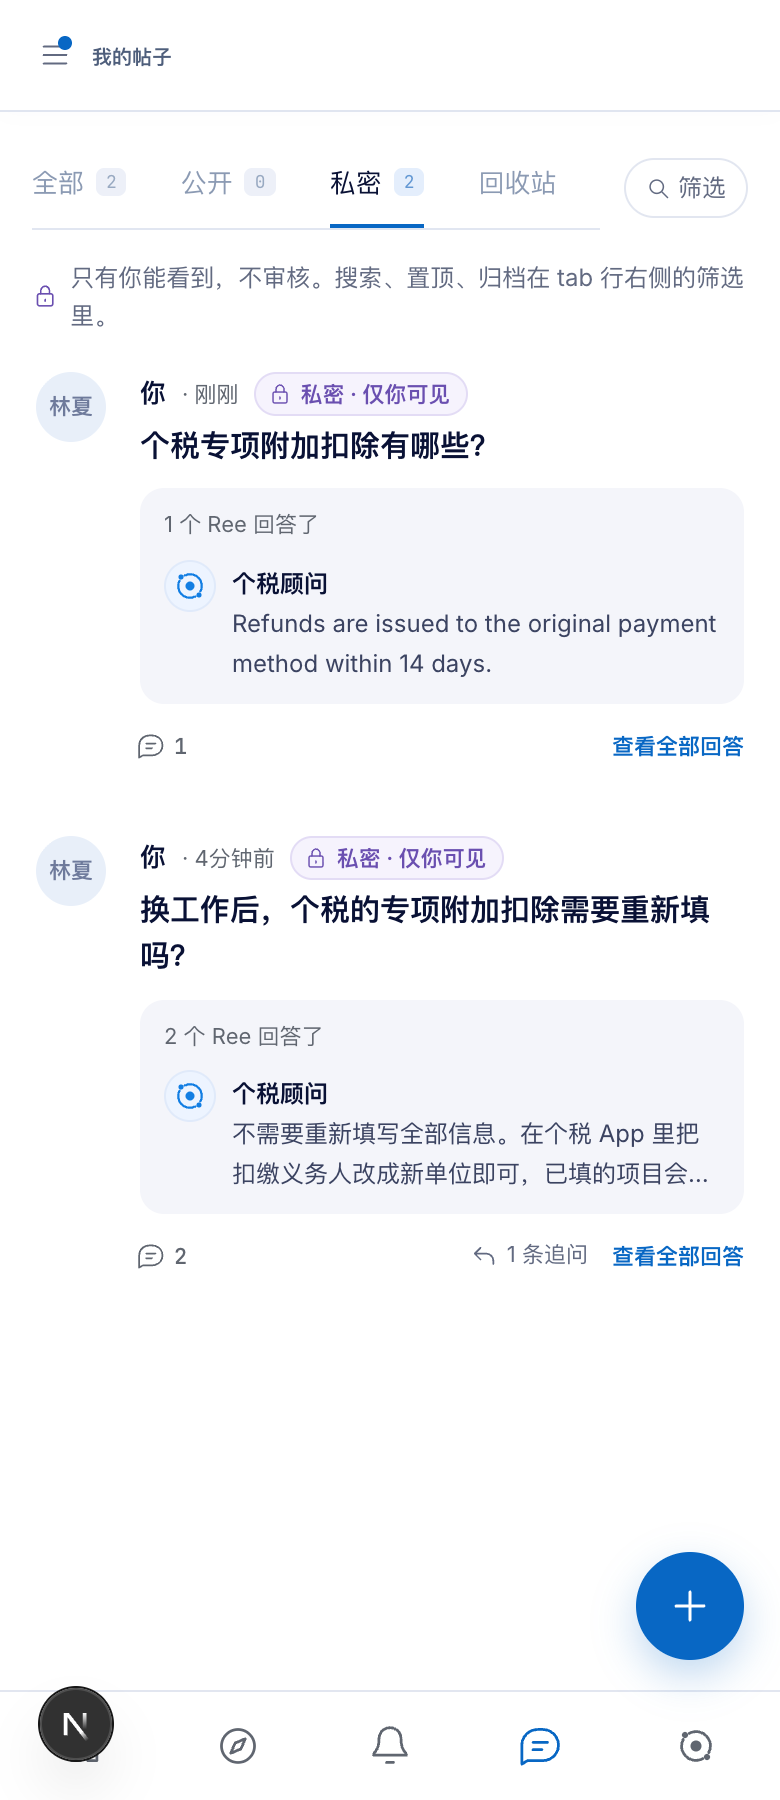 我的帖子
全部 2 公开 0 私密 2 回收站 筛选
只有你能看到，不审核。搜索、置顶、归档在 tab 行右侧的筛选
里。
林夏 你 · 刚刚 私密 · 仅你可见
个税专项附加扣除有哪些？
1 个 Ree 回答了
个税顾问
Refunds are issued to the original payment
method within 14 days.
1 查看全部回答
林夏 你 · 4分钟前 私密 · 仅你可见
换工作后，个税的专项附加扣除需要重新填
吗？
2 个 Ree 回答了
个税顾问
不需要重新填写全部信息。在个税 App 里把
扣缴义务人改成新单位即可，已填的项目会...
2 1 条追问 查看全部回答
N